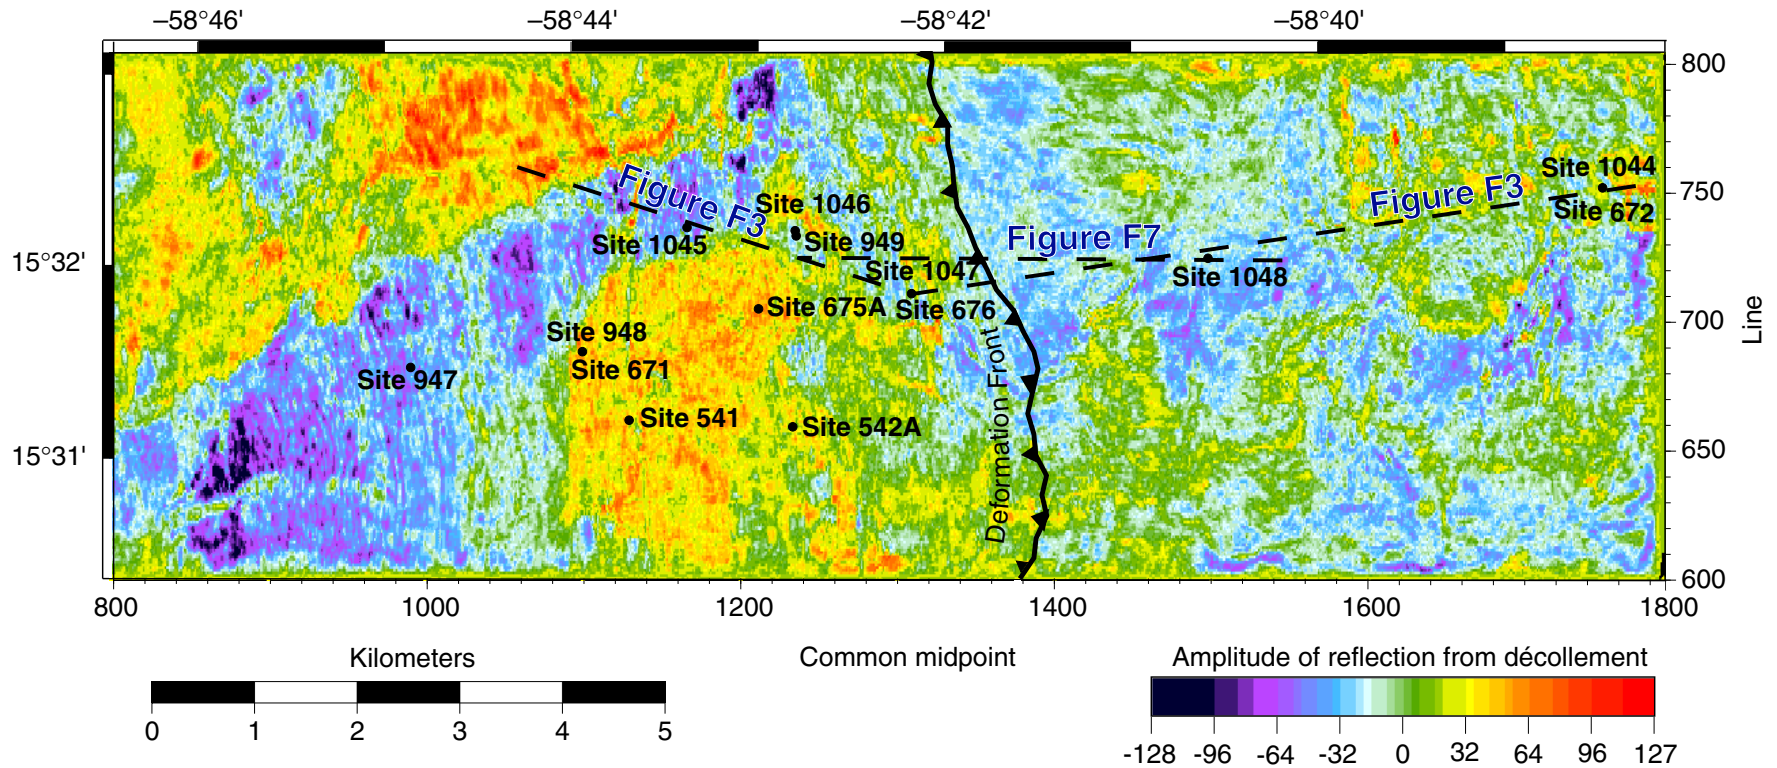 –58°46' –58°44' –58°42' –58°40'
800
Site 1044
750
Figure F3
Figure F3
Site 1046
Site 672
Site 1045
Site 949
Figure F7
15°32'
Site 1047
Site 1048
Site 675A
Site 676
700
Line
Site 948
Site 671
Site 947
Deformation Front
Site 541
Site 542A
15°31'
650
600
800 1000 1200 1400 1600 1800
Kilometers
Common midpoint
Amplitude of reflection from décollement
0 1 2 3 4 5
-128 -96 -64 -32 0 32 64 96 127